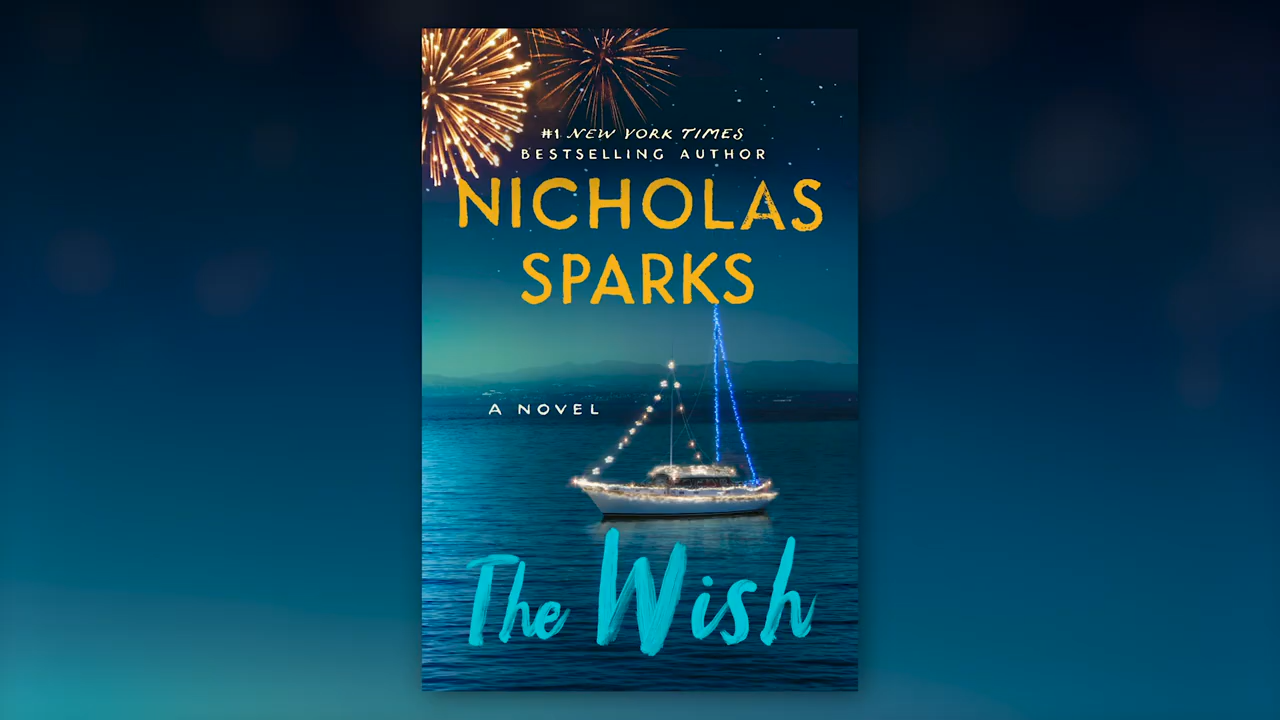 #1 NEW YORK TIMES
BESTSELLING AUTHOR
NICHOLAS
SPARKS
A NOVEL
The Wish